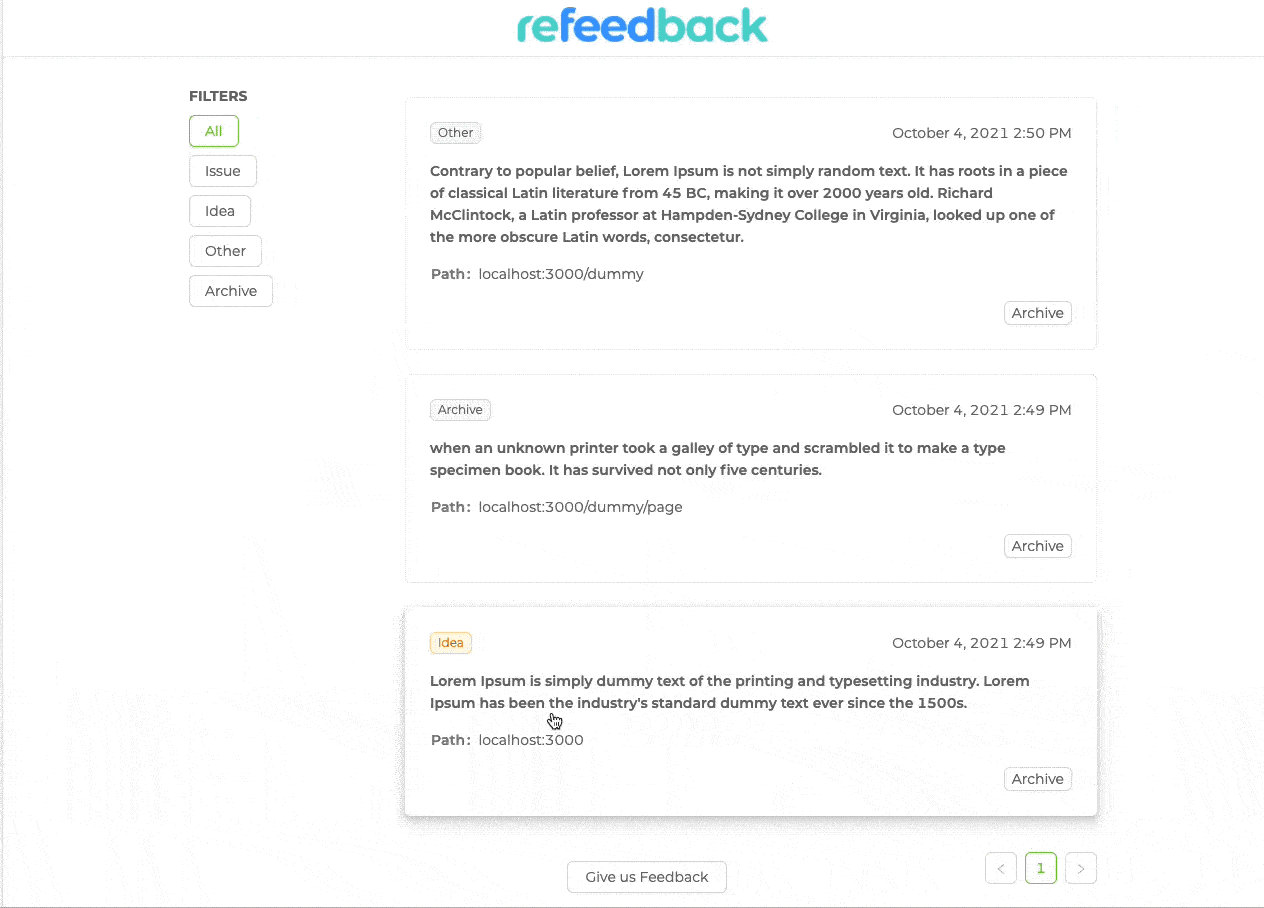 refeedback
FILTERS
All
Issue
Idea
Other
Archive
Other
October 4, 2021 2:50 PM
Contrary to popular belief, Lorem Ipsum is not simply random text. It has roots in a piece
of classical Latin literature from 45 BC, making it over 2000 years old. Richard
McClintock, a Latin professor at Hampden-Sydney College in Virginia, looked up one of
the more obscure Latin words, consectetur.
Path: localhost:3000/dummy
Archive
Archive
October 4, 2021 2:49 PM
when an unknown printer took a galley of type and scrambled it to make a type
specimen book. It has survived not only five centuries.
Path: localhost:3000/dummy/page
Archive
Idea
October 4, 2021 2:49 PM
Lorem Ipsum is simply dummy text of the printing and typesetting industry. Lorem
Ipsum has been the industry's standard dummy text ever since the 1500s.
Path: localhost:3000
Archive
Give us Feedback
< 1 >